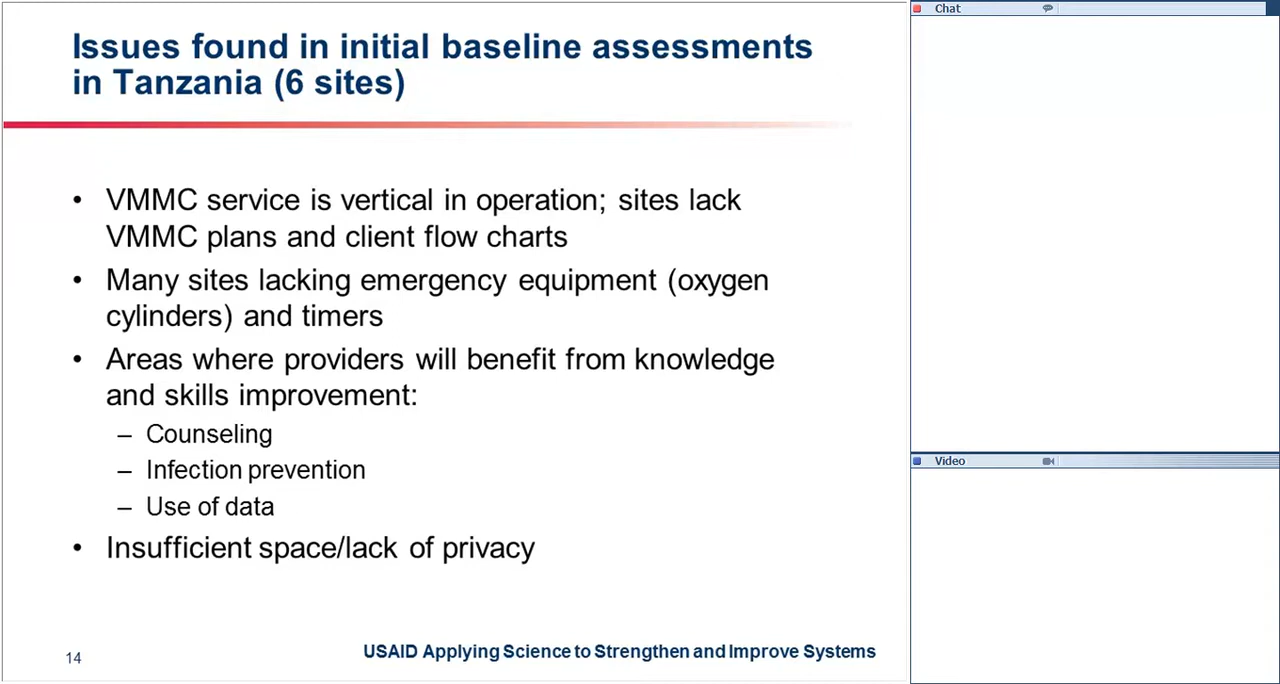 Issues found in initial baseline assessments
in Tanzania (6 sites)
• VMMC service is vertical in operation; sites lack
VMMC plans and client flow charts
• Many sites lacking emergency equipment (oxygen
cylinders) and timers
• Areas where providers will benefit from knowledge
and skills improvement:
– Counseling
– Infection prevention
– Use of data
• Insufficient space/lack of privacy
14
USAID Applying Science to Strengthen and Improve Systems
Chat
Video